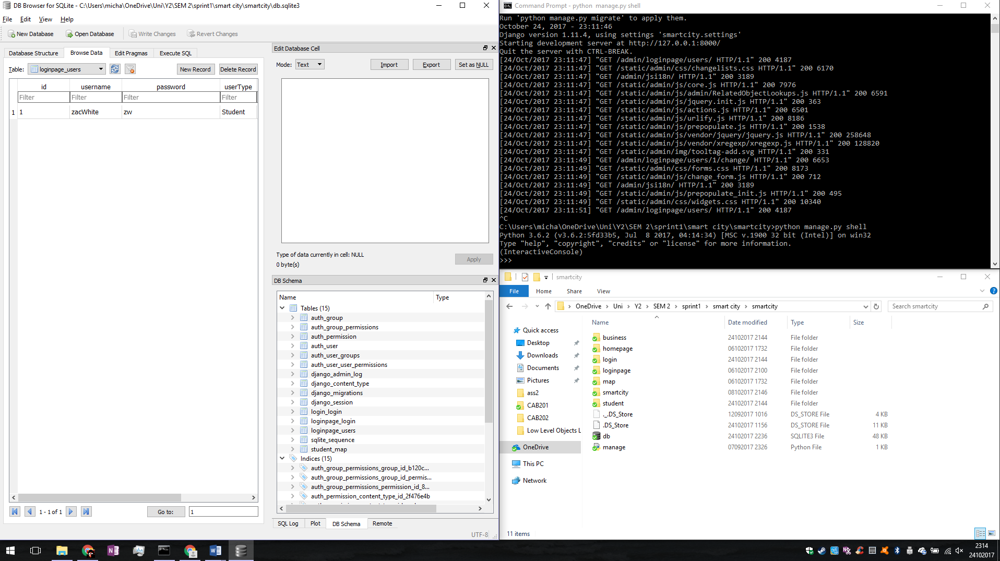 DB Browser for SQLite - C:\Users\micha\OneDrive\Uni\Y2\SEM 2\sprint1\smart city\smartcity\db.sqlite3
File Edit View Help
New Database Open Database Write Changes Revert Changes
Database Structure Browse Data Edit Pragmas Execute SQL
Table: loginpage_users New Record Delete Record
id username password userType
Filter Filter Filter Filter
1 1 zacWhite zw Student
1 - 1 of 1 Go to: 1
Edit Database Cell
Mode: Text Import Export Set as NULL
Type of data currently in cell: NULL
0 byte(s)
Apply
DB Schema
Name Type
Tables (15)
auth_group
auth_group_permissions
auth_permission
auth_user
auth_user_groups
auth_user_user_permissions
django_admin_log
django_content_type
django_migrations
django_session
login_login
loginpage_login
loginpage_users
sqlite_sequence
student_map
Indices (15)
auth_group_permissions_group_id_b120c...
auth_group_permissions_group_id_permis...
auth_group_permissions_permission_id_8...
auth_permission_content_type_id_2f476e4b
SQL Log Plot DB Schema Remote
UTF-8
Command Prompt - python manage.py shell
Run 'python manage.py migrate' to apply them.
October 24, 2017 - 23:11:46
Django version 1.11.4, using settings 'smartcity.settings'
Starting development server at http://127.0.0.1:8000/
Quit the server with CTRL-BREAK.
[24/Oct/2017 23:11:47] "GET /admin/loginpage/users/ HTTP/1.1" 200 4187
[24/Oct/2017 23:11:47] "GET /static/admin/css/changelists.css HTTP/1.1" 200 6170
[24/Oct/2017 23:11:47] "GET /admin/jsi18n/ HTTP/1.1" 200 3189
[24/Oct/2017 23:11:47] "GET /static/admin/js/core.js HTTP/1.1" 200 7976
[24/Oct/2017 23:11:47] "GET /static/admin/js/admin/RelatedObjectLookups.js HTTP/1.1" 200 6591
[24/Oct/2017 23:11:47] "GET /static/admin/js/jquery.init.js HTTP/1.1" 200 363
[24/Oct/2017 23:11:47] "GET /static/admin/js/actions.js HTTP/1.1" 200 6501
[24/Oct/2017 23:11:47] "GET /static/admin/js/urlify.js HTTP/1.1" 200 8186
[24/Oct/2017 23:11:47] "GET /static/admin/js/prepopulate.js HTTP/1.1" 200 1538
[24/Oct/2017 23:11:47] "GET /static/admin/js/vendor/jquery/jquery.js HTTP/1.1" 200 258648
[24/Oct/2017 23:11:47] "GET /static/admin/js/vendor/xregexp/xregexp.js HTTP/1.1" 200 128820
[24/Oct/2017 23:11:47] "GET /static/admin/img/tooltag-add.svg HTTP/1.1" 200 331
[24/Oct/2017 23:11:49] "GET /admin/loginpage/users/1/change/ HTTP/1.1" 200 6653
[24/Oct/2017 23:11:49] "GET /static/admin/css/forms.css HTTP/1.1" 200 8173
[24/Oct/2017 23:11:49] "GET /static/admin/js/change_form.js HTTP/1.1" 200 712
[24/Oct/2017 23:11:49] "GET /admin/jsi18n/ HTTP/1.1" 200 3189
[24/Oct/2017 23:11:49] "GET /static/admin/js/prepopulate_init.js HTTP/1.1" 200 495
[24/Oct/2017 23:11:49] "GET /static/admin/css/widgets.css HTTP/1.1" 200 10340
[24/Oct/2017 23:11:51] "GET /admin/loginpage/users/ HTTP/1.1" 200 4187
^C
C:\Users\micha\OneDrive\Uni\Y2\SEM 2\sprint1\smart city\smartcity>python manage.py shell
Python 3.6.2 (v3.6.2:5fd33b5, Jul  8 2017, 04:14:34) [MSC v.1900 32 bit (Intel)] on win32
Type "help", "copyright", "credits" or "license" for more information.
(InteractiveConsole)
>>>
smartcity
File Home Share View
OneDrive > Uni > Y2 > SEM 2 > sprint1 > smart city > smartcity Search smartcity
Quick access
Desktop
Downloads
Documents
Pictures
ass2
CAB201
CAB202
Low Level Objects L
OneDrive
This PC
Network
Name Date modified Type Size
business 24102017 2144 File folder
homepage 06102017 1732 File folder
login 24102017 2144 File folder
loginpage 06102017 2100 File folder
map 06102017 1732 File folder
smartcity 08102017 2146 File folder
student 24102017 2144 File folder
._.DS_Store 12092017 1016 DS_STORE File 4 KB
.DS_Store 24102017 1156 DS_STORE File 11 KB
db 24102017 2236 SQLITE3 File 48 KB
manage 07092017 2326 Python File 1 KB
11 items
2314
24102017